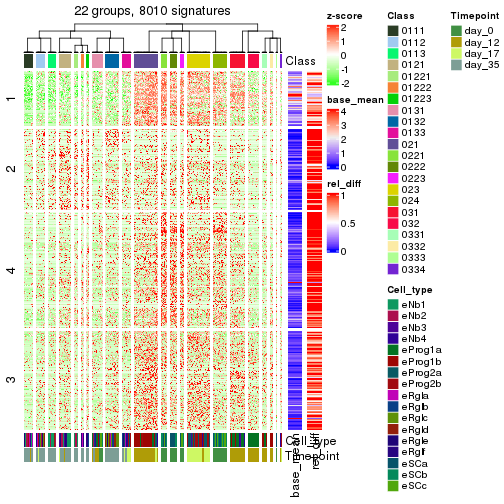 22 groups, 8010 signatures
Class
1
2
4
3
Cell_type
Timepoint
base_mean
rel_diff
z-score
2
1
0
-1
-2
base_mean
4
3
2
1
0
rel_diff
1
0.5
0
Class
0111
0112
0113
0121
01221
01222
01223
0131
0132
0133
021
0221
0222
0223
023
024
031
032
0331
0332
0333
0334
Cell_type
eNb1
eNb2
eNb3
eNb4
eProg1a
eProg1b
eProg2a
eProg2b
eRgla
eRglb
eRglc
eRgld
eRgle
eRglf
eSCa
eSCb
eSCc
Timepoint
day_0
day_12
day_17
day_35